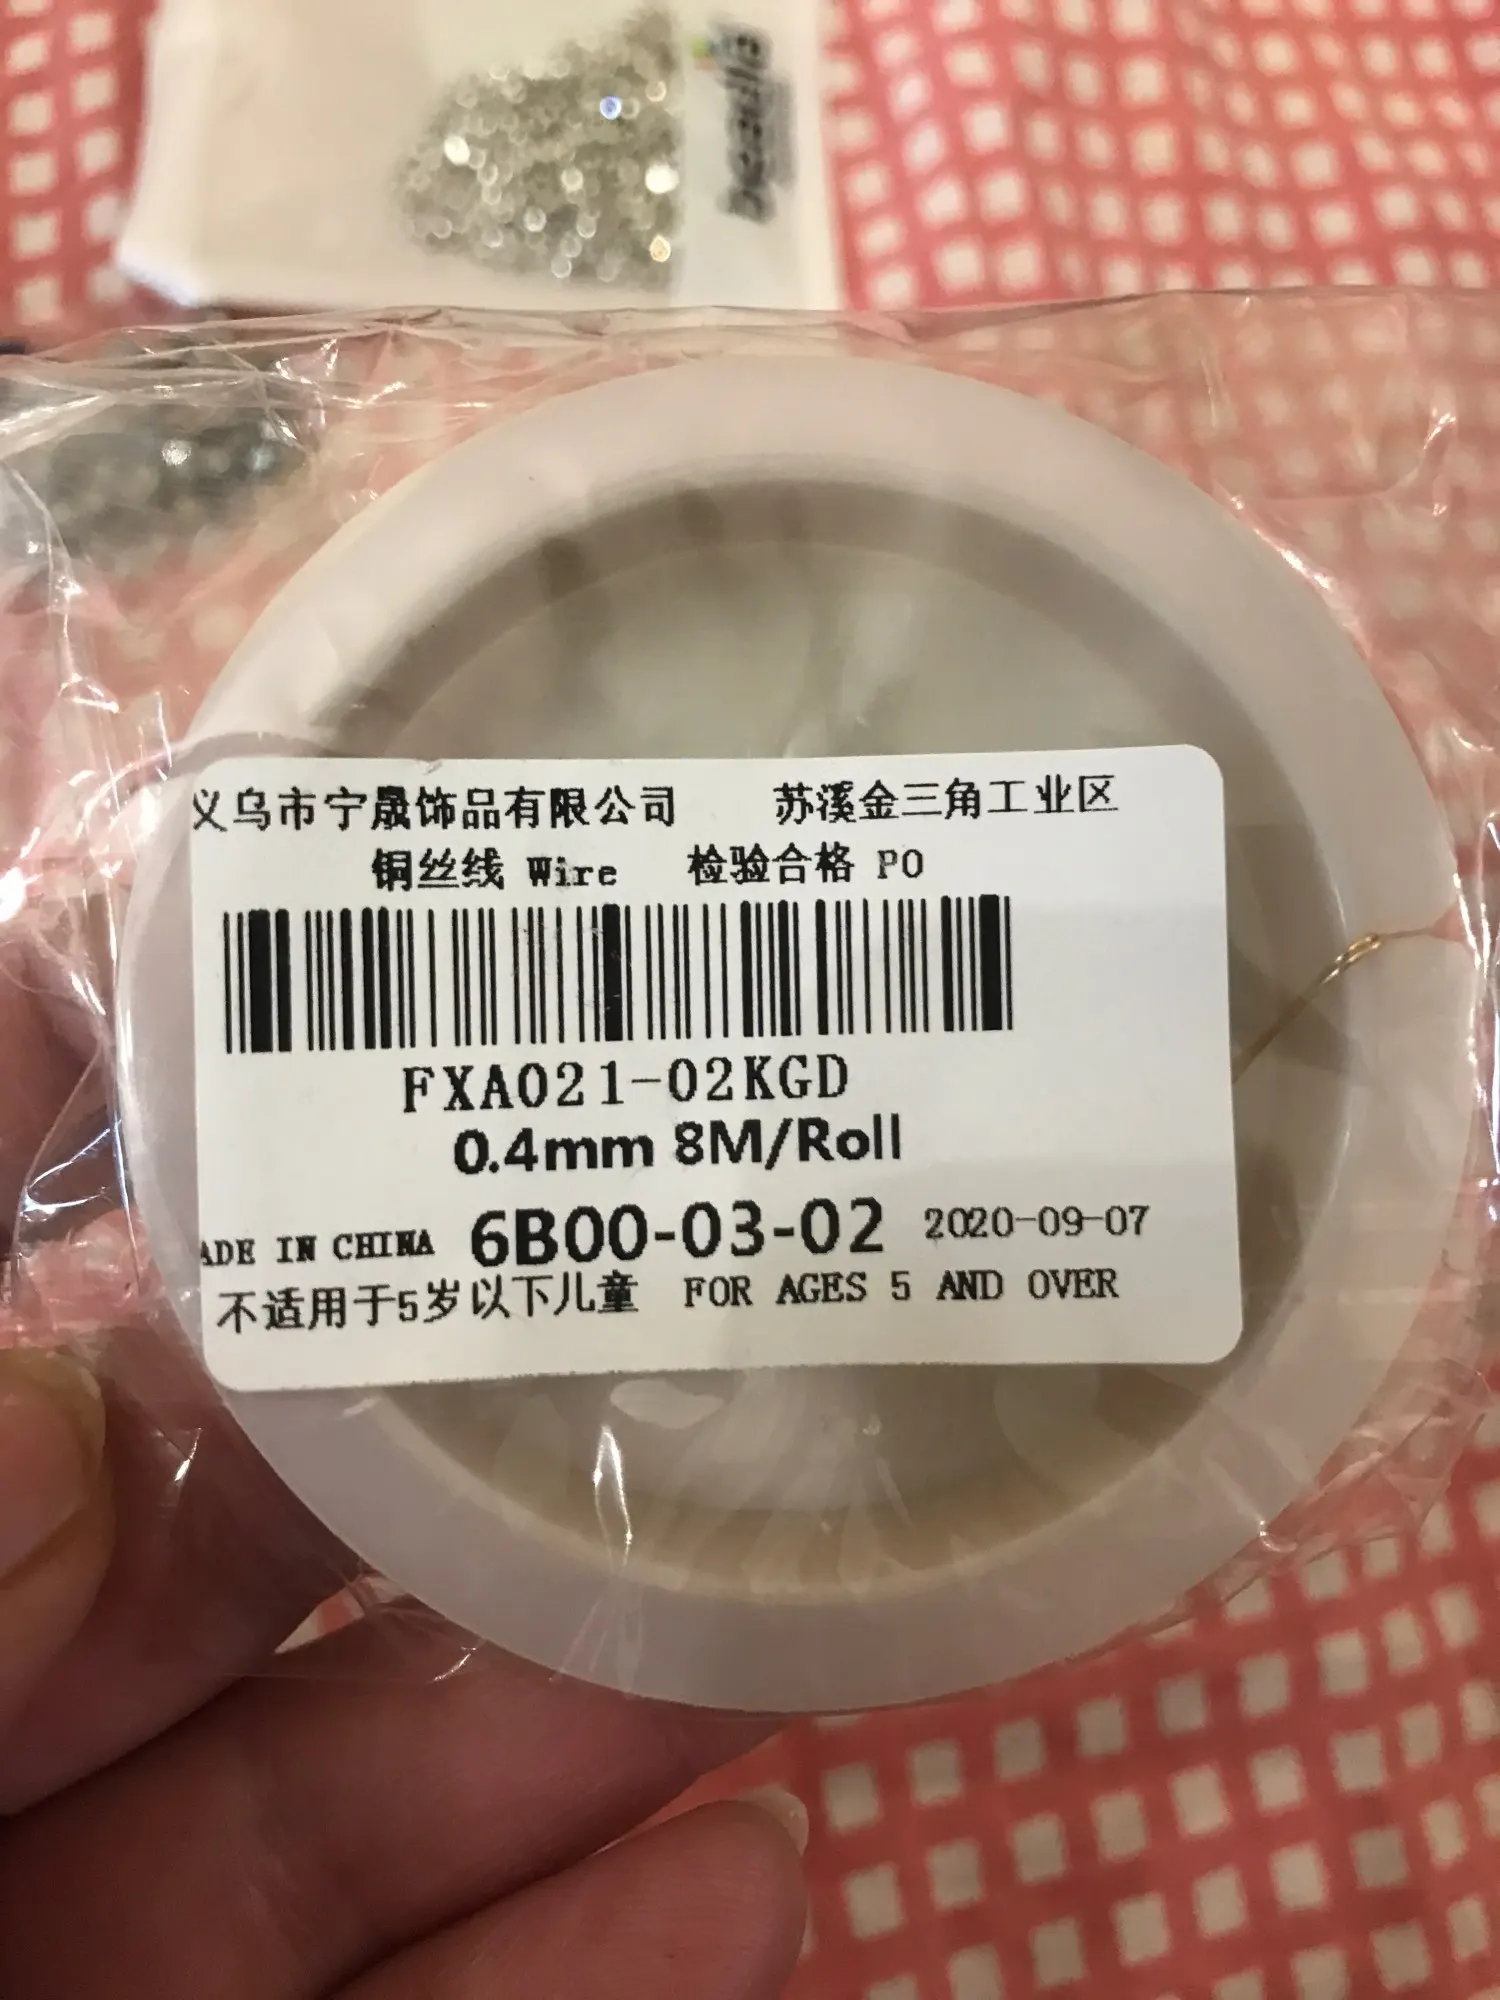 义乌市宁晟饰品有限公司 苏溪金三角工业区
铜丝线 Wire 检验合格 PO
FXA021-02KGD
0.4mm 8M/Roll
ADE IN CHINA 6B00-03-02 2020-09-07
不适用于5岁以下儿童 FOR AGES 5 AND OVER